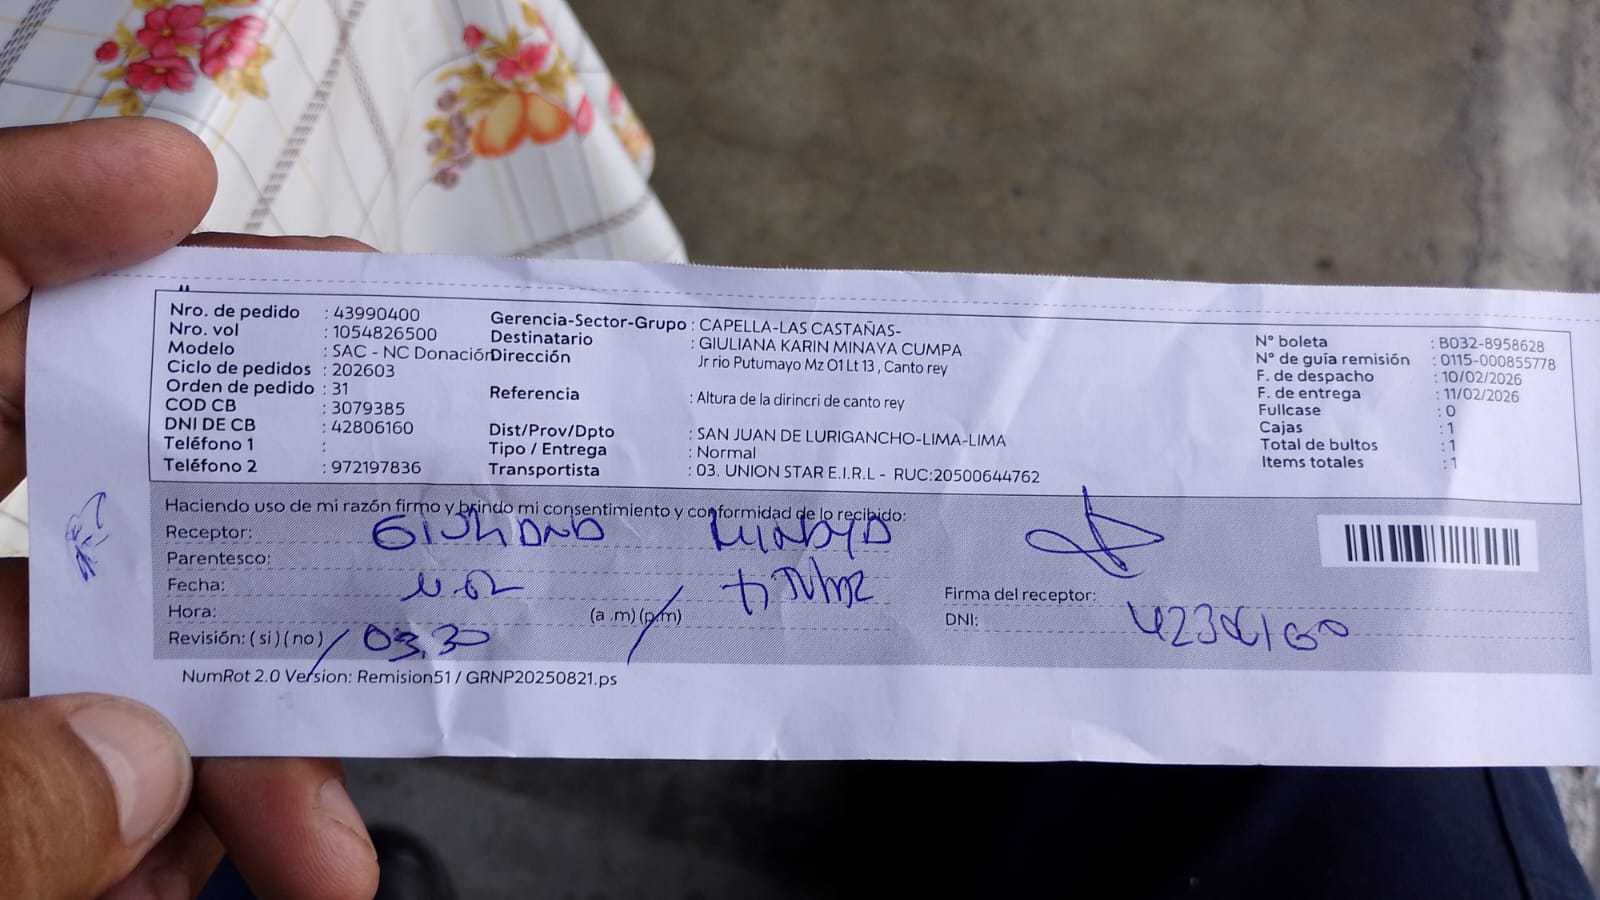 Nro. de pedido : 43990400
Nro. vol : 1054826500
Modelo : SAC - NC Donación
Ciclo de pedidos : 202603
Orden de pedido : 31
COD CB : 3079385
DNI DE CB : 42806160
Teléfono 1 :
Teléfono 2 : 972197836
Gerencia-Sector-Grupo : CAPELLA-LAS CASTAÑAS-
Destinatario : GIULIANA KARIN MINAYA CUMPA
Dirección Jr rio Putumayo Mz O1 Lt 13 , Canto rey
Referencia : Altura de la dirincri de canto rey
Dist/Prov/Dpto : SAN JUAN DE LURIGANCHO-LIMA-LIMA
Tipo / Entrega : Normal
Transportista : 03. UNION STAR E.I.R.L - RUC:20500644762
N° boleta : B032-8958628
N° de guía remisión : 0115-000855778
F. de despacho : 10/02/2026
F. de entrega : 11/02/2026
Fullcase : 0
Cajas : 1
Total de bultos : 1
Items totales : 1
Haciendo uso de mi razón firmo y brindo mi consentimiento y conformidad de lo recibido:
Receptor: GIULIANA MINAYA
Parentesco: titular
Fecha: 11-02
Hora: 03:30 (a .m) (p.m)
Revisión: ( si ) ( no )
Firma del receptor:
DNI:
NumRot 2.0 Version: Remision51 / GRNP20250821.ps